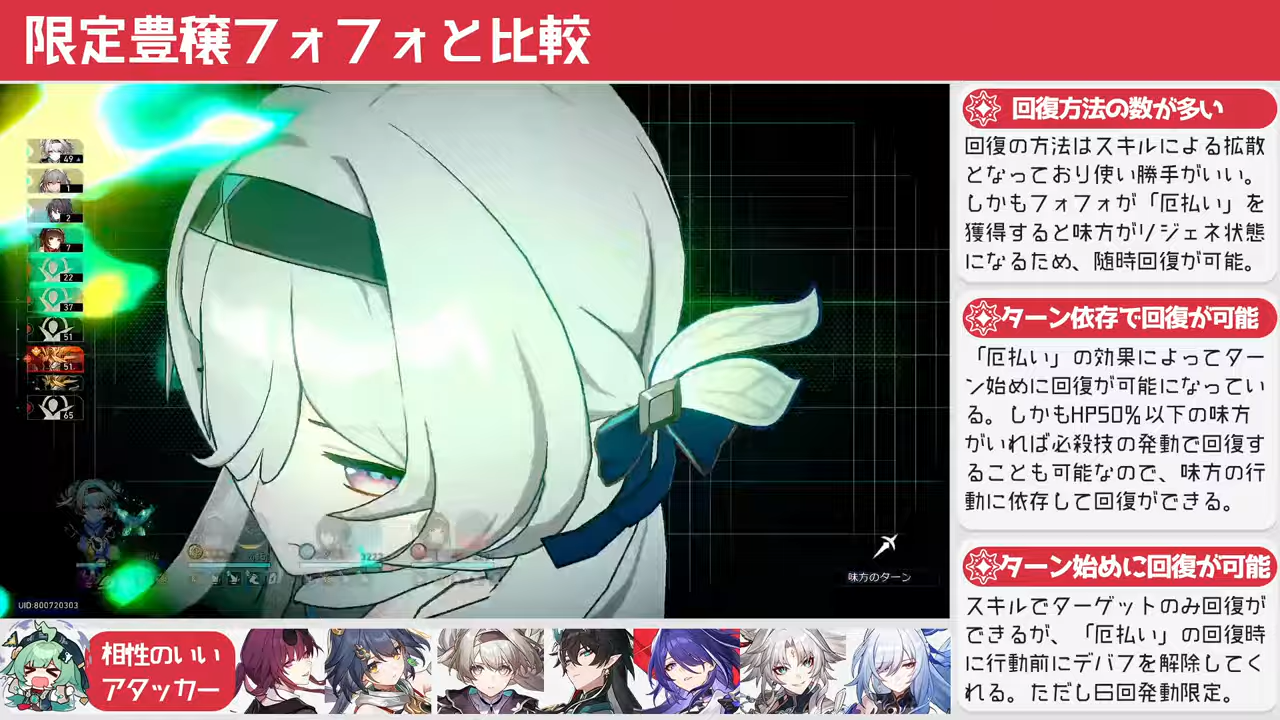 限定豊穣フォフォと比較
49
1
2
7
22
37
51
51
65
味方のターン
UID:800720303
回復方法の数が多い
回復の方法はスキルによる拡散
となっており使い勝手がいい。
しかもフォフォが「厄払い」を
獲得すると味方がリジェネ状態
になるため、随時回復が可能。
ターン依存で回復が可能
「厄払い」の効果によってター
ン始めに回復が可能になってい
る。しかもHP50%以下の味方
がいれば必殺技の発動で回復す
ることも可能なので、味方の行
動に依存して回復ができる。
ターン始めに回復が可能
スキルでターゲットのみ回復が
できるが、「厄払い」の回復時
に行動前にデバフを解除してく
れる。ただし6回発動限定。
相性のいい
アタッカー